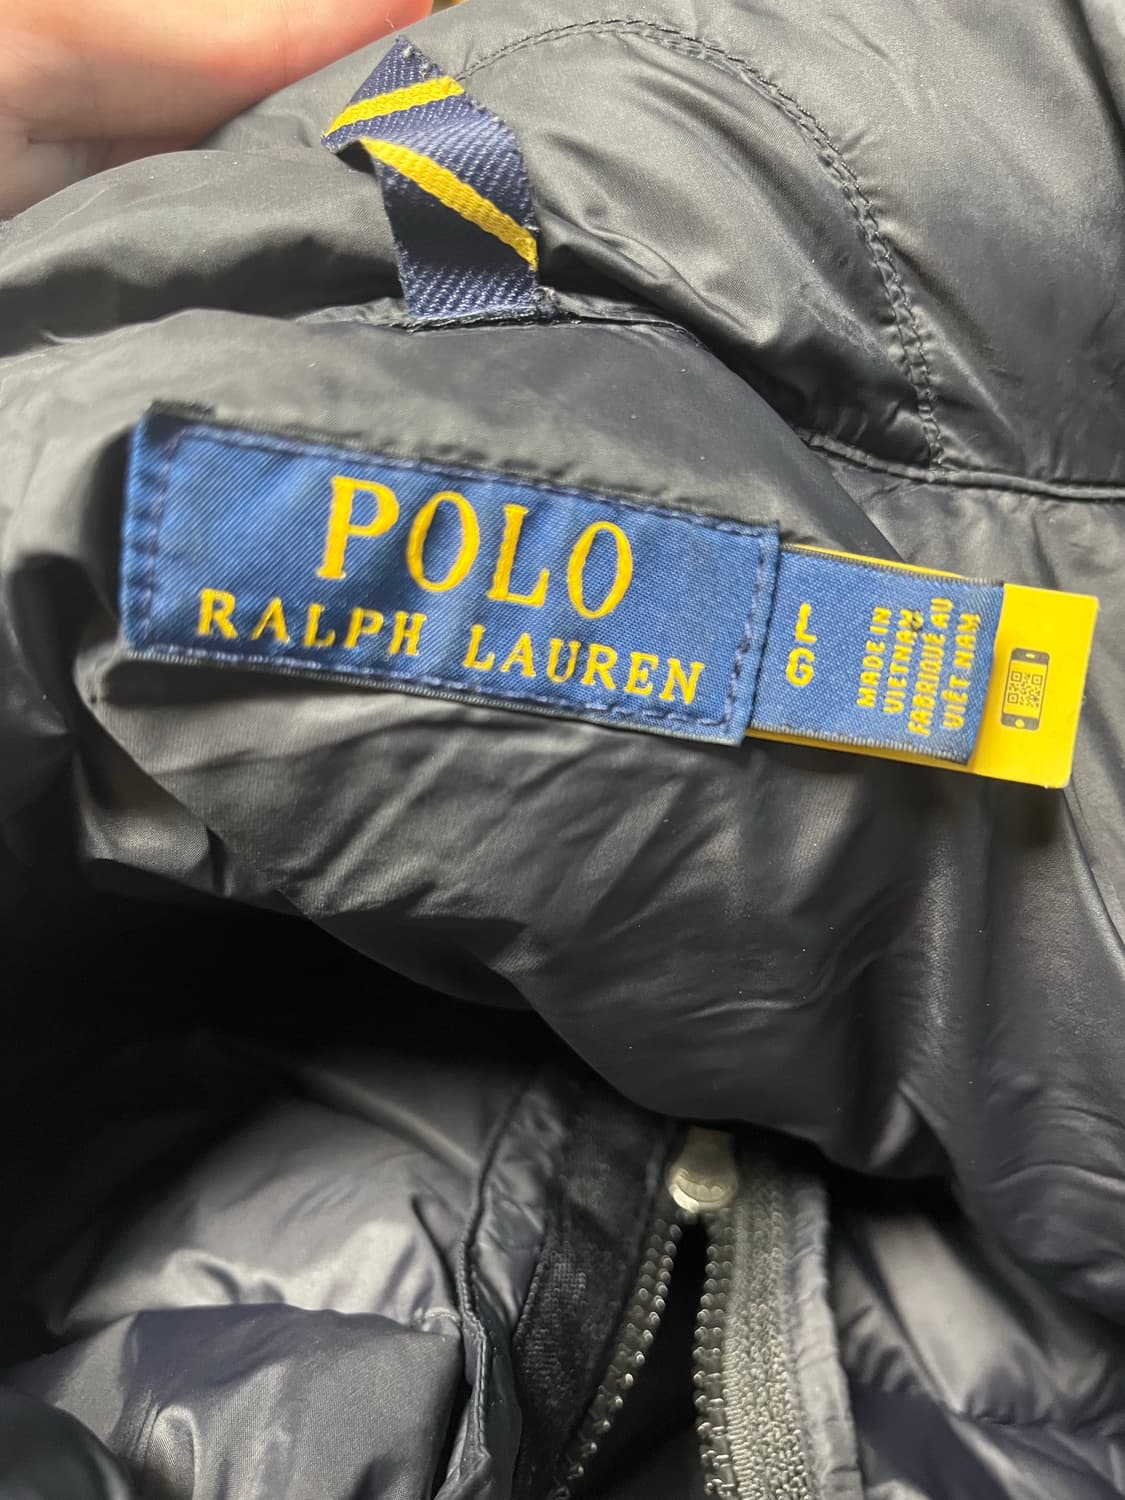 POLO
RALPH LAUREN
L
G
MADE IN
VIETNAM
FABRIQUÉ AU
VIÊT NAM